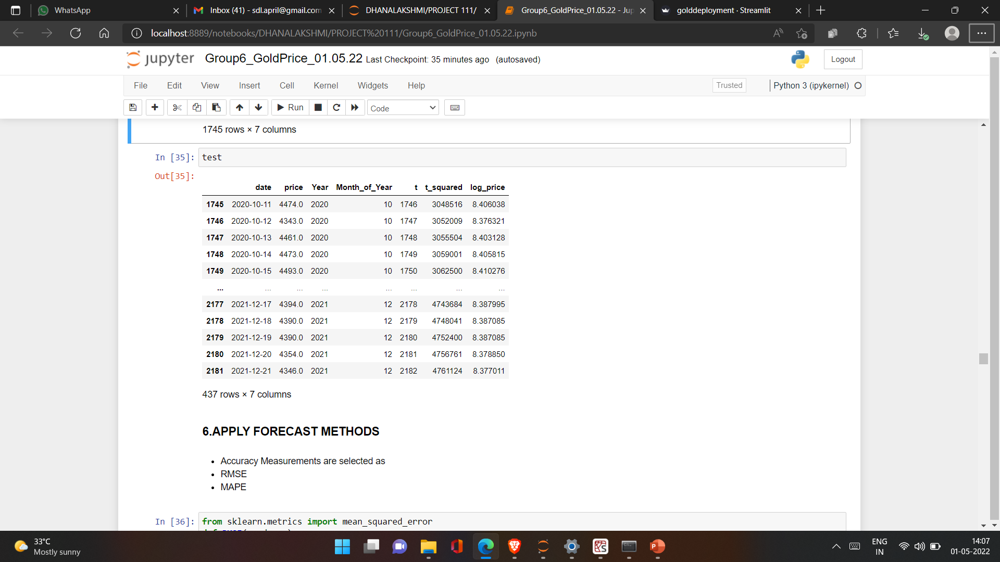 WhatsApp
Inbox (41) - sdl.april@gmail.com
DHANALAKSHMI/PROJECT 111/
Group6_GoldPrice_01.05.22 - Jup
golddeployment · Streamlit
localhost:8889/notebooks/DHANALAKSHMI/PROJECT%20111/Group6_GoldPrice_01.05.22.ipynb
jupyter Group6_GoldPrice_01.05.22 Last Checkpoint: 35 minutes ago (autosaved)
Logout
File Edit View Insert Cell Kernel Widgets Help
Trusted
Python 3 (ipykernel)
Run
Code
1745 rows × 7 columns
In [35]: test
Out[35]:
date price Year Month_of_Year t t_squared log_price
1745 2020-10-11 4474.0 2020 10 1746 3048516 8.406038
1746 2020-10-12 4343.0 2020 10 1747 3052009 8.376321
1747 2020-10-13 4461.0 2020 10 1748 3055504 8.403128
1748 2020-10-14 4473.0 2020 10 1749 3059001 8.405815
1749 2020-10-15 4493.0 2020 10 1750 3062500 8.410276
... ... ... ... ... ... ... ...
2177 2021-12-17 4394.0 2021 12 2178 4743684 8.387995
2178 2021-12-18 4390.0 2021 12 2179 4748041 8.387085
2179 2021-12-19 4390.0 2021 12 2180 4752400 8.387085
2180 2021-12-20 4354.0 2021 12 2181 4756761 8.378850
2181 2021-12-21 4346.0 2021 12 2182 4761124 8.377011
437 rows × 7 columns
6.APPLY FORECAST METHODS
• Accuracy Measurements are selected as
• RMSE
• MAPE
In [36]: from sklearn.metrics import mean_squared_error
33°C
Mostly sunny
ENG
IN
14:07
01-05-2022